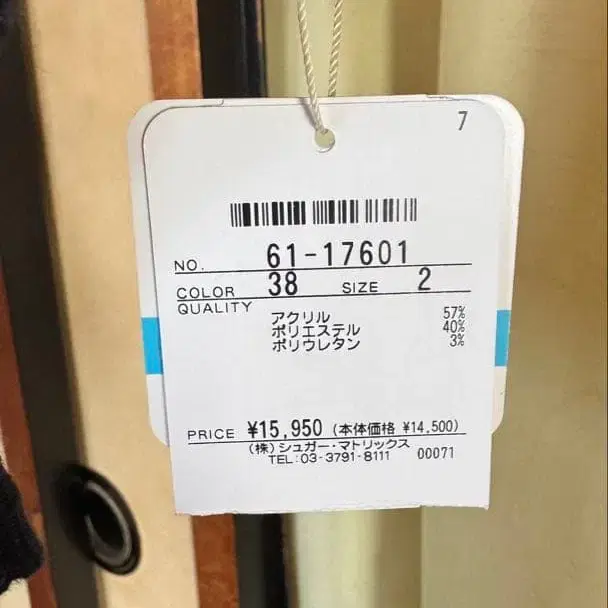 7
NO. 61-17601
COLOR 38 SIZE 2
QUALITY
アクリル 57%
ポリエステル 40%
ポリウレタン 3%
PRICE ¥15,950 (本体価格 ¥14,500)
(株)シュガー・マトリックス
TEL:03-3791-8111 00071